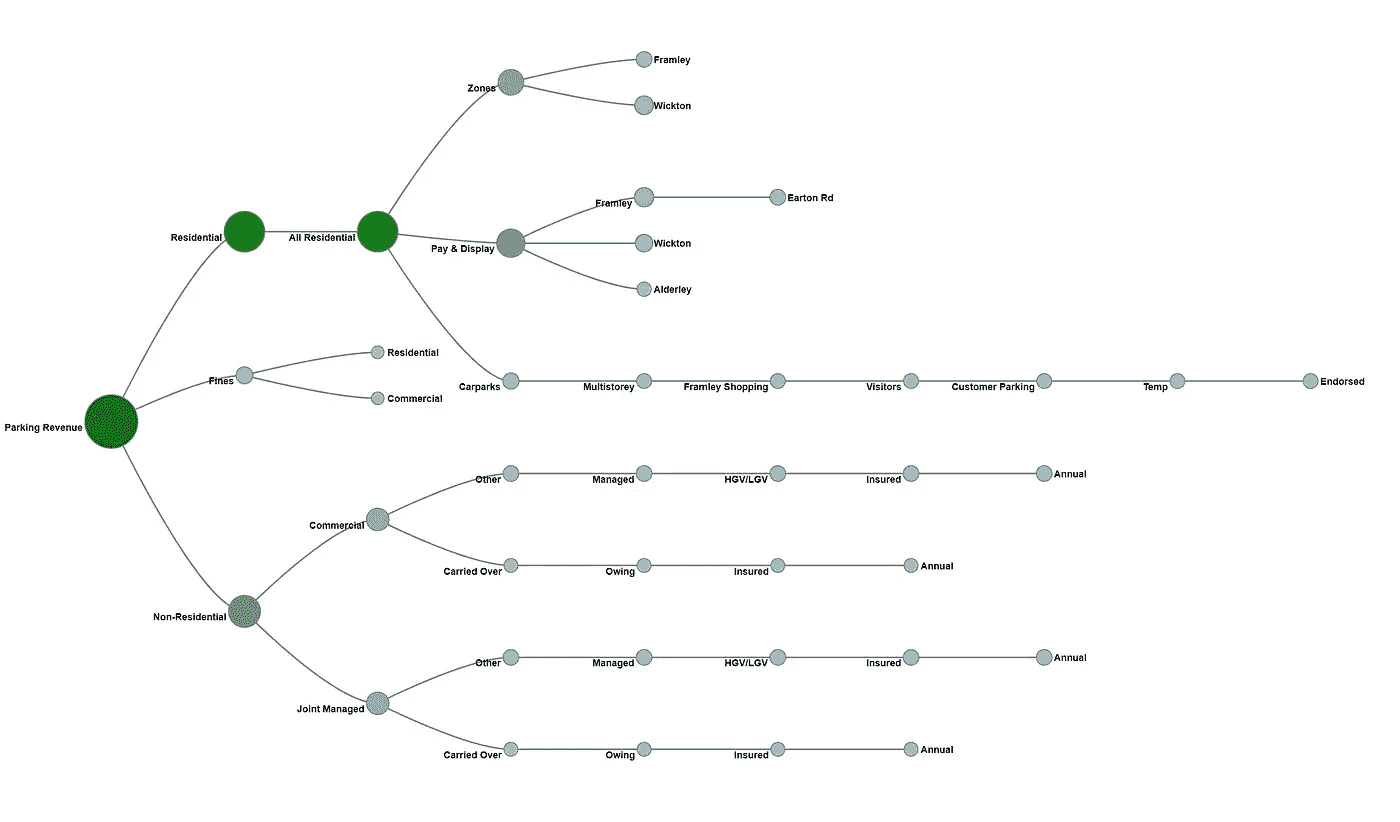 Framley
Zones
Wickton
Framley
Earton Rd
Residential
All Residential
Wickton
Pay & Display
Alderley
Residential
Fines
Carparks
Multistorey
Framley Shopping
Visitors
Customer Parking
Temp
Endorsed
Commercial
Parking Revenue
Other
Managed
HGV/LGV
Insured
Annual
Commercial
Carried Over
Owing
Insured
Annual
Non-Residential
Other
Managed
HGV/LGV
Insured
Annual
Joint Managed
Carried Over
Owing
Insured
Annual